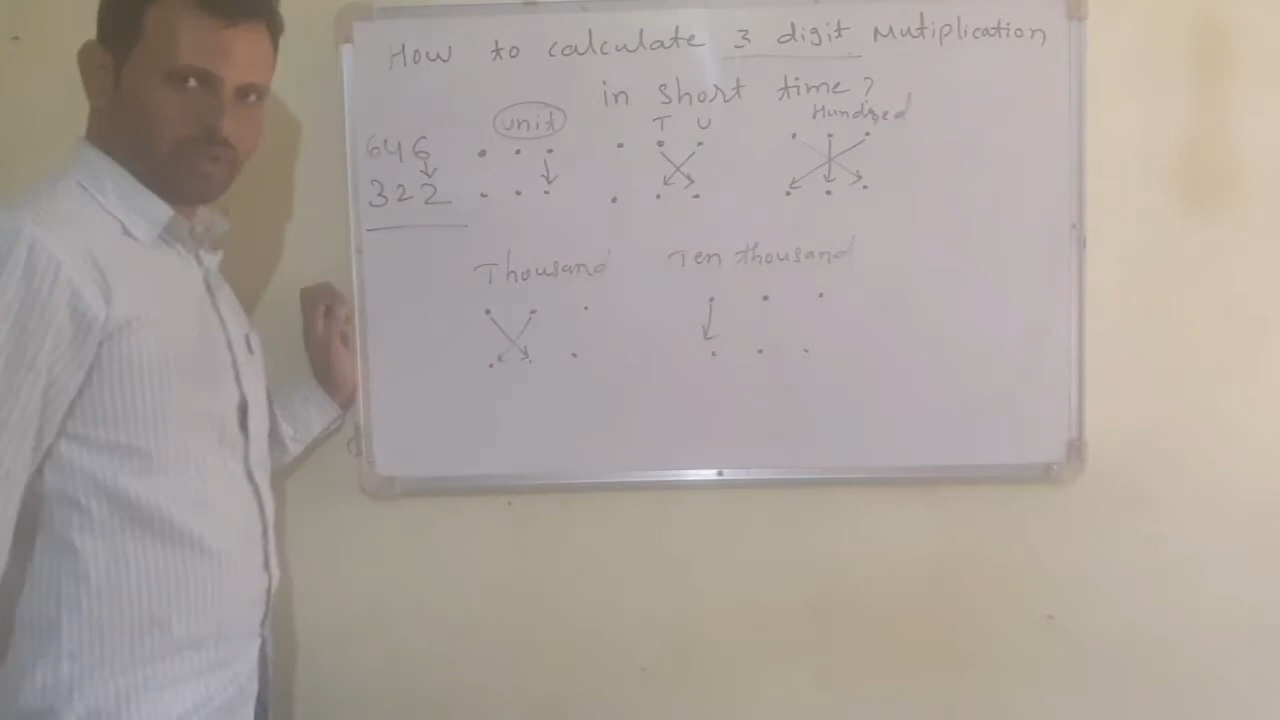 How to calculate 3 digit Mutiplication
in short time?
unit T U Hundred
646
322
Thousand Ten thousand